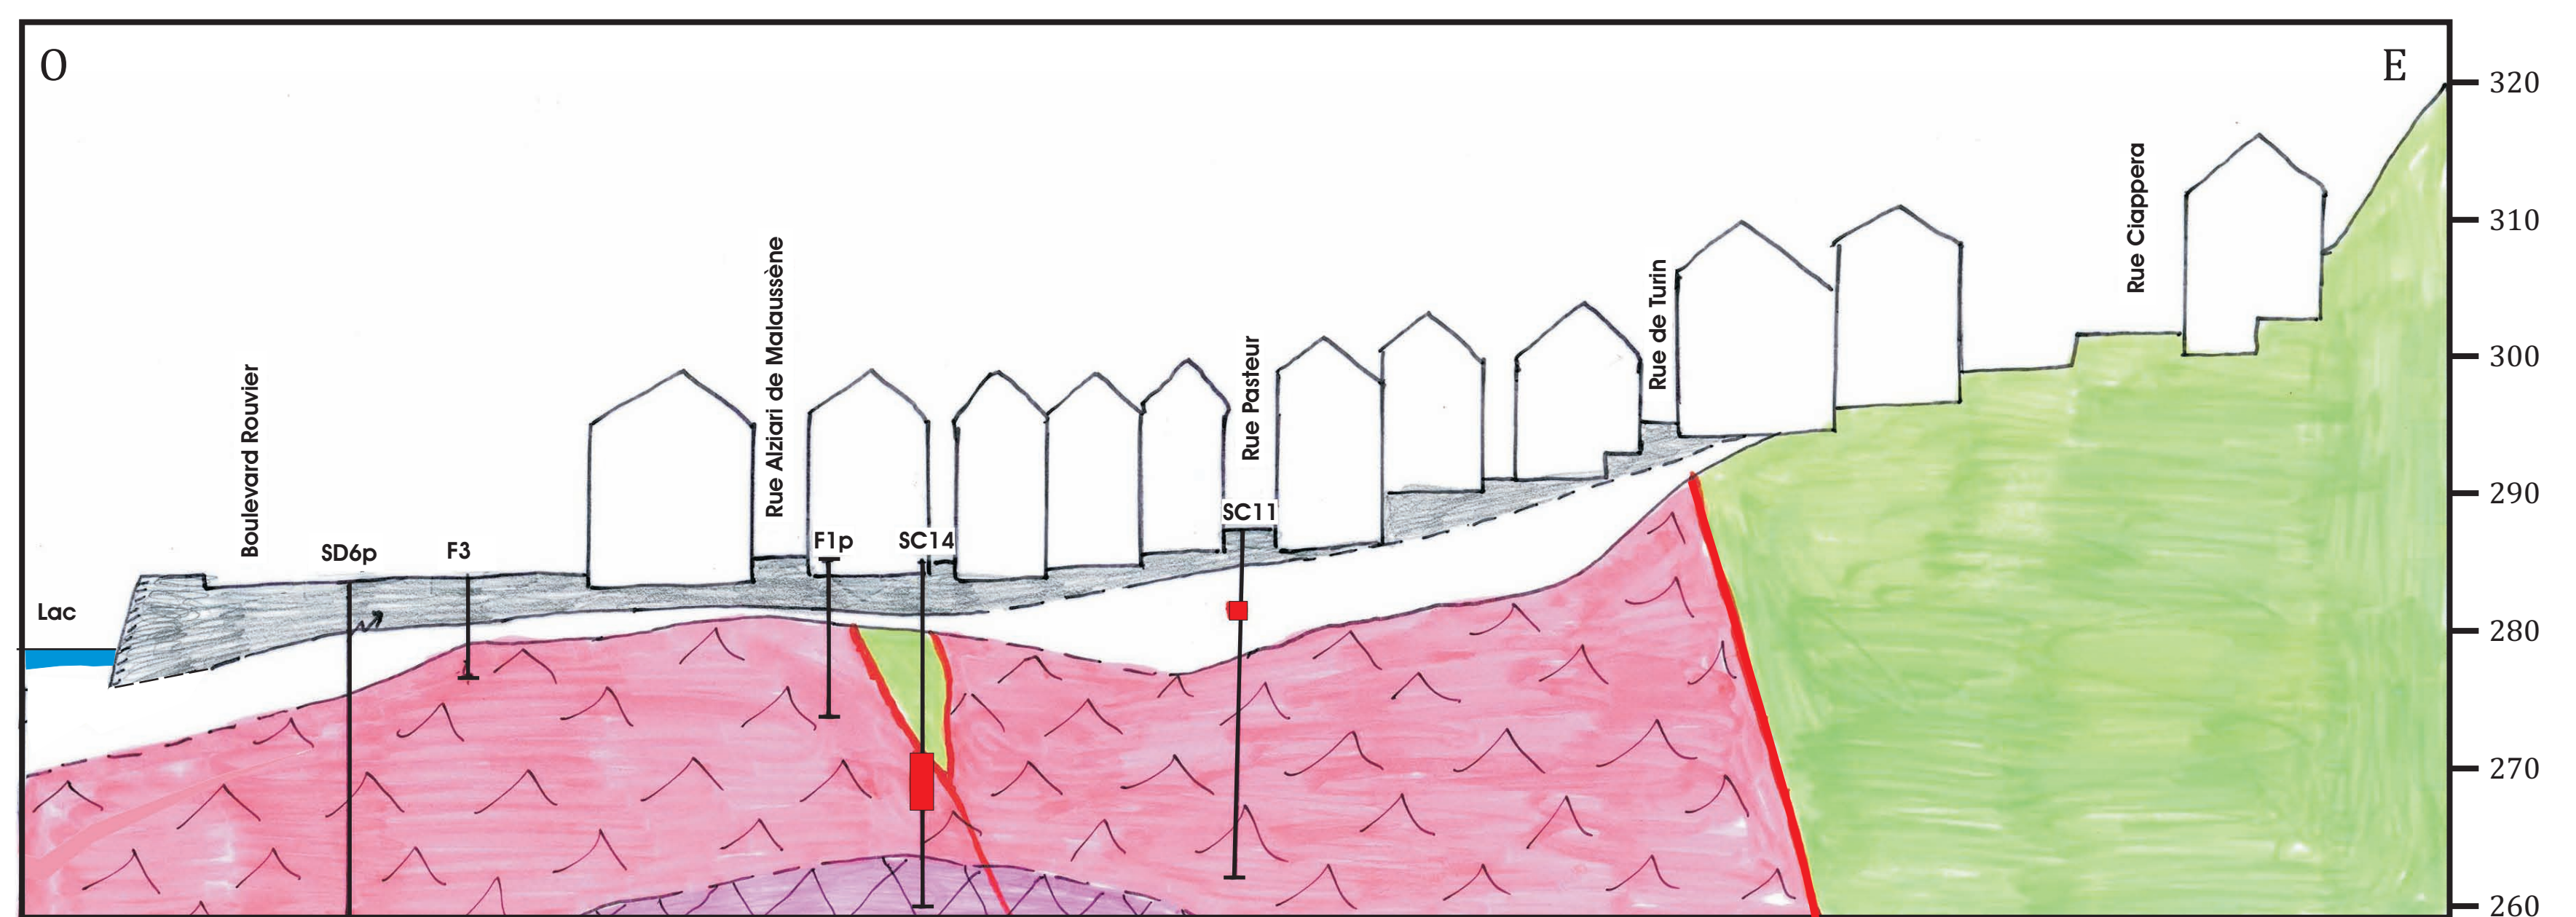 O
E
320
310
300
290
280
270
260
Lac
Boulevard Rouvier
SD6p
F3
Rue Alziari de Malaussène
F1p
SC14
Rue Pasteur
SC11
Rue de Turin
Rue Ciappera